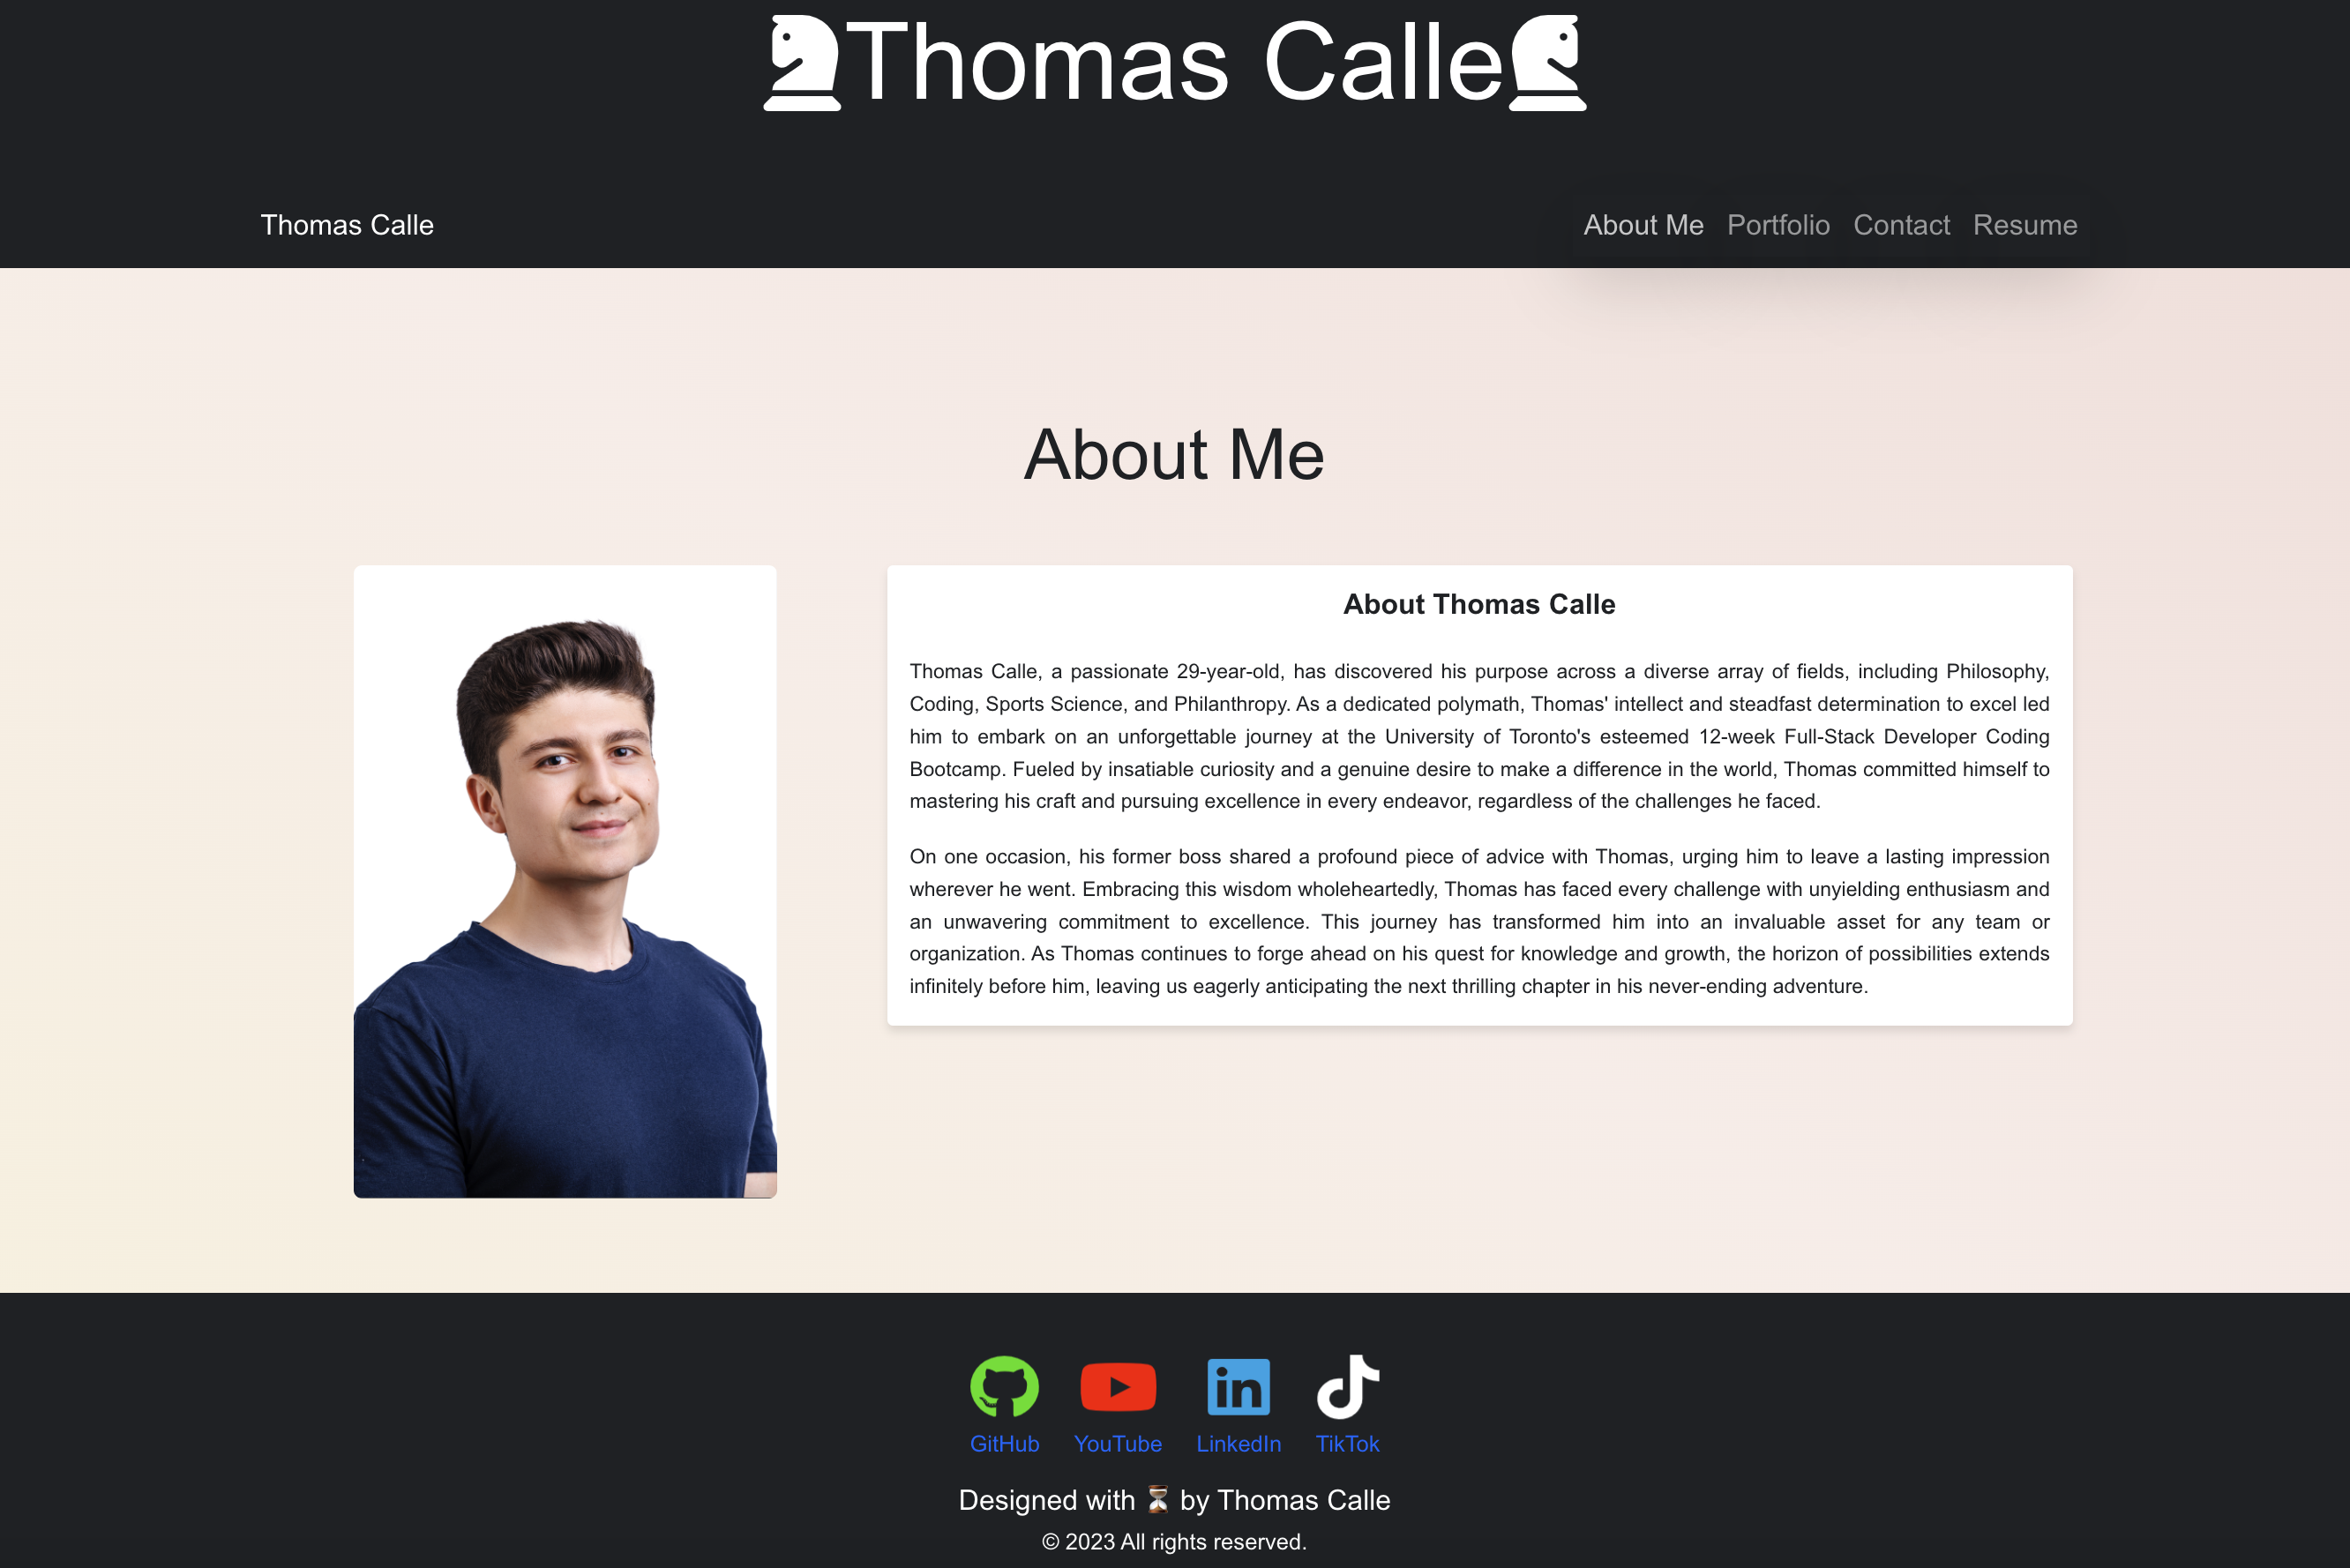 Thomas Calle
Thomas Calle
About Me Portfolio Contact Resume
About Me
About Thomas Calle
Thomas Calle, a passionate 29-year-old, has discovered his purpose across a diverse array of fields, including Philosophy,
Coding, Sports Science, and Philanthropy. As a dedicated polymath, Thomas' intellect and steadfast determination to excel led
him to embark on an unforgettable journey at the University of Toronto's esteemed 12-week Full-Stack Developer Coding
Bootcamp. Fueled by insatiable curiosity and a genuine desire to make a difference in the world, Thomas committed himself to
mastering his craft and pursuing excellence in every endeavor, regardless of the challenges he faced.
On one occasion, his former boss shared a profound piece of advice with Thomas, urging him to leave a lasting impression
wherever he went. Embracing this wisdom wholeheartedly, Thomas has faced every challenge with unyielding enthusiasm and
an unwavering commitment to excellence. This journey has transformed him into an invaluable asset for any team or
organization. As Thomas continues to forge ahead on his quest for knowledge and growth, the horizon of possibilities extends
infinitely before him, leaving us eagerly anticipating the next thrilling chapter in his never-ending adventure.
in
GitHub YouTube LinkedIn TikTok
Designed with ⏳ by Thomas Calle
© 2023 All rights reserved.